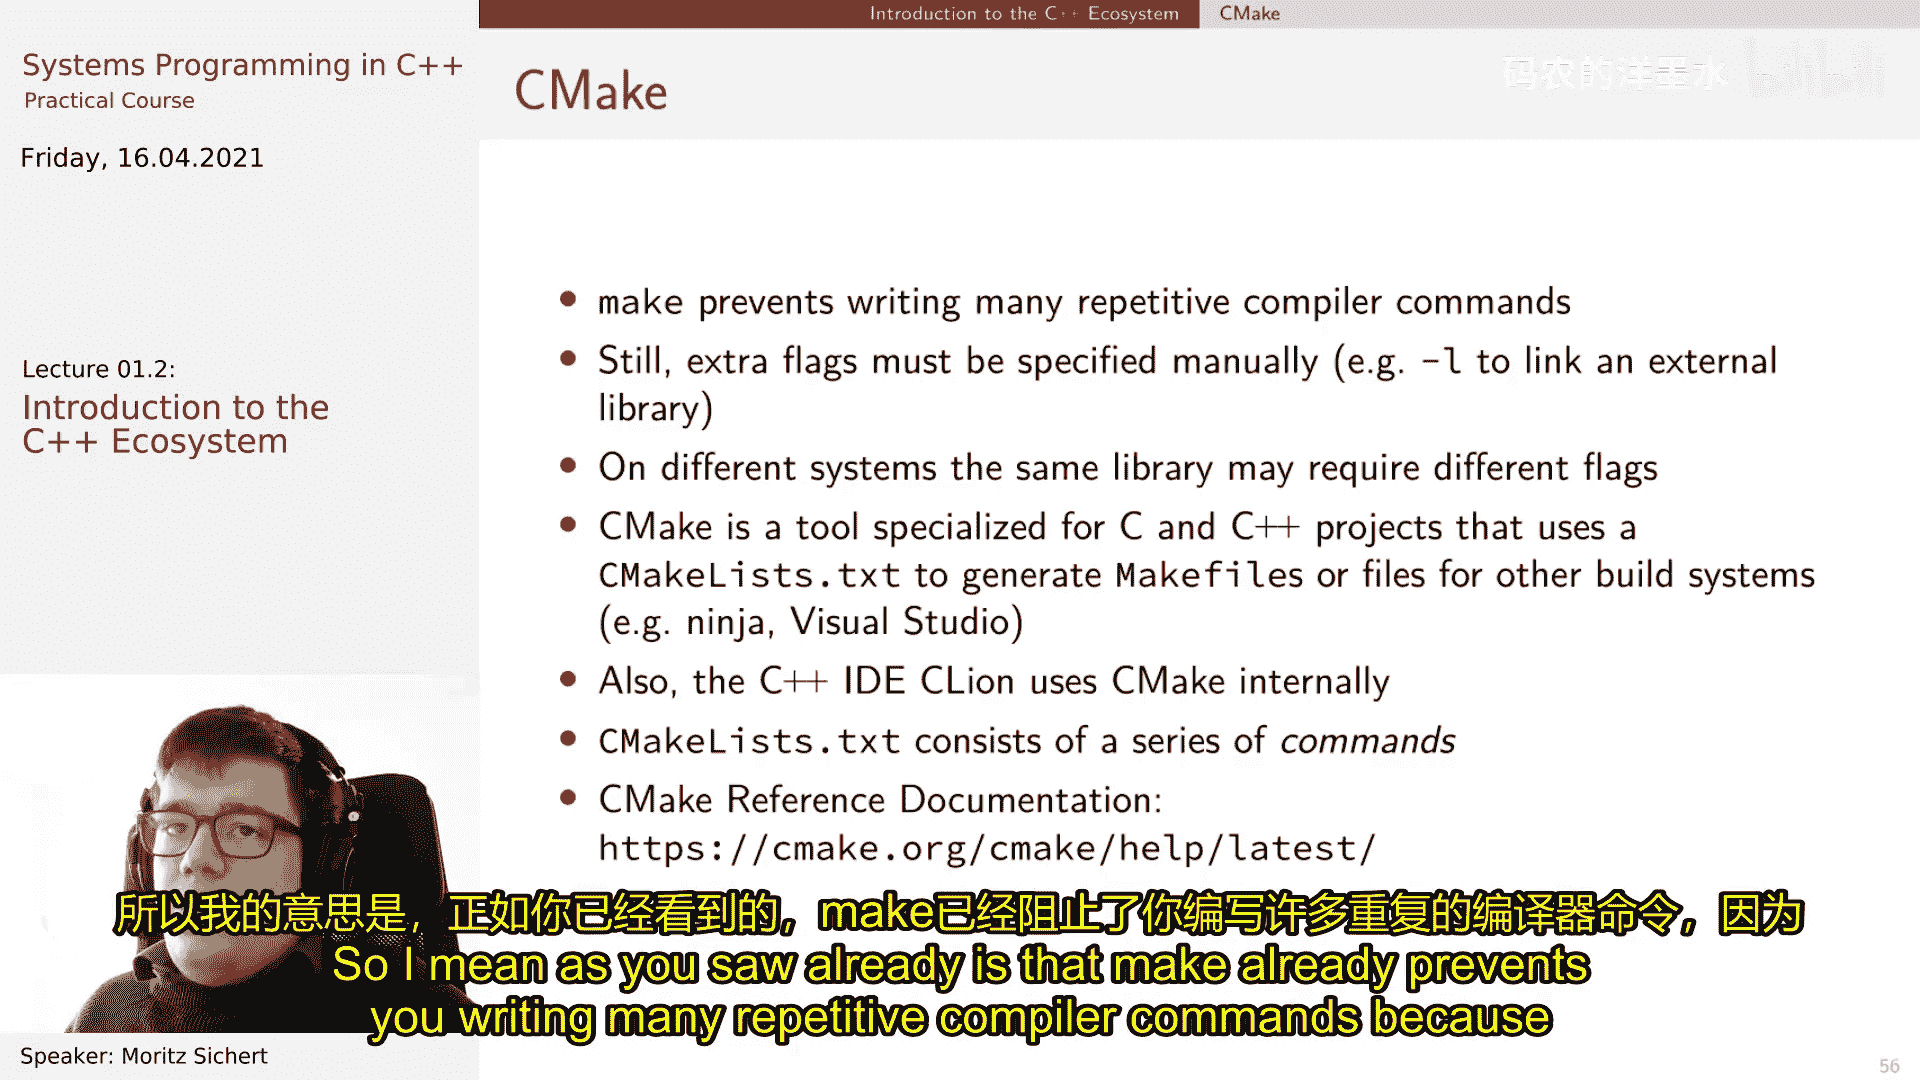 Introduction to the C++ Ecosystem
CMake
Systems Programming in C++
Practical Course
Friday, 16.04.2021
Lecture 01.2:
Introduction to the
C++ Ecosystem
CMake
码农的洋墨水
• make prevents writing many repetitive compiler commands
• Still, extra flags must be specified manually (e.g. -l to link an external
library)
• On different systems the same library may require different flags
• CMake is a tool specialized for C and C++ projects that uses a
CMakeLists.txt to generate Makefiles or files for other build systems
(e.g. ninja, Visual Studio)
• Also, the C++ IDE CLion uses CMake internally
• CMakeLists.txt consists of a series of commands
• CMake Reference Documentation:
https://cmake.org/cmake/help/latest/
所以我的意思是，正如你已经看到的，make已经阻止了你编写许多重复的编译器命令，因为
So I mean as you saw already is that make already prevents
you writing many repetitive compiler commands because
Speaker: Moritz Sichert
56